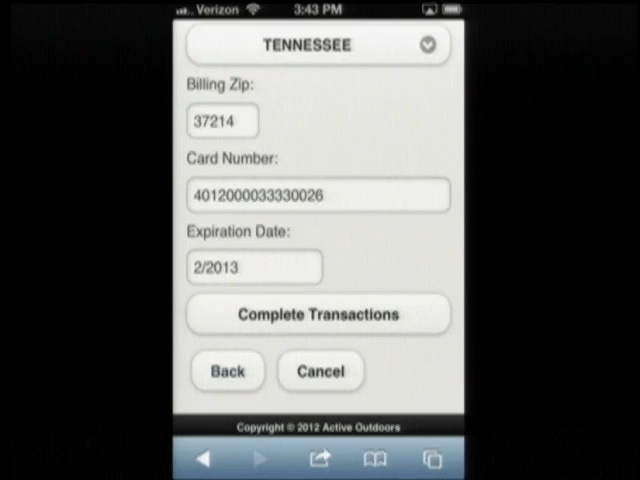 Verizon 3:43 PM
TENNESSEE
Billing Zip:
37214
Card Number:
4012000033330026
Expiration Date:
2/2013
Complete Transactions
Back Cancel
Copyright © 2012 Active Outdoors